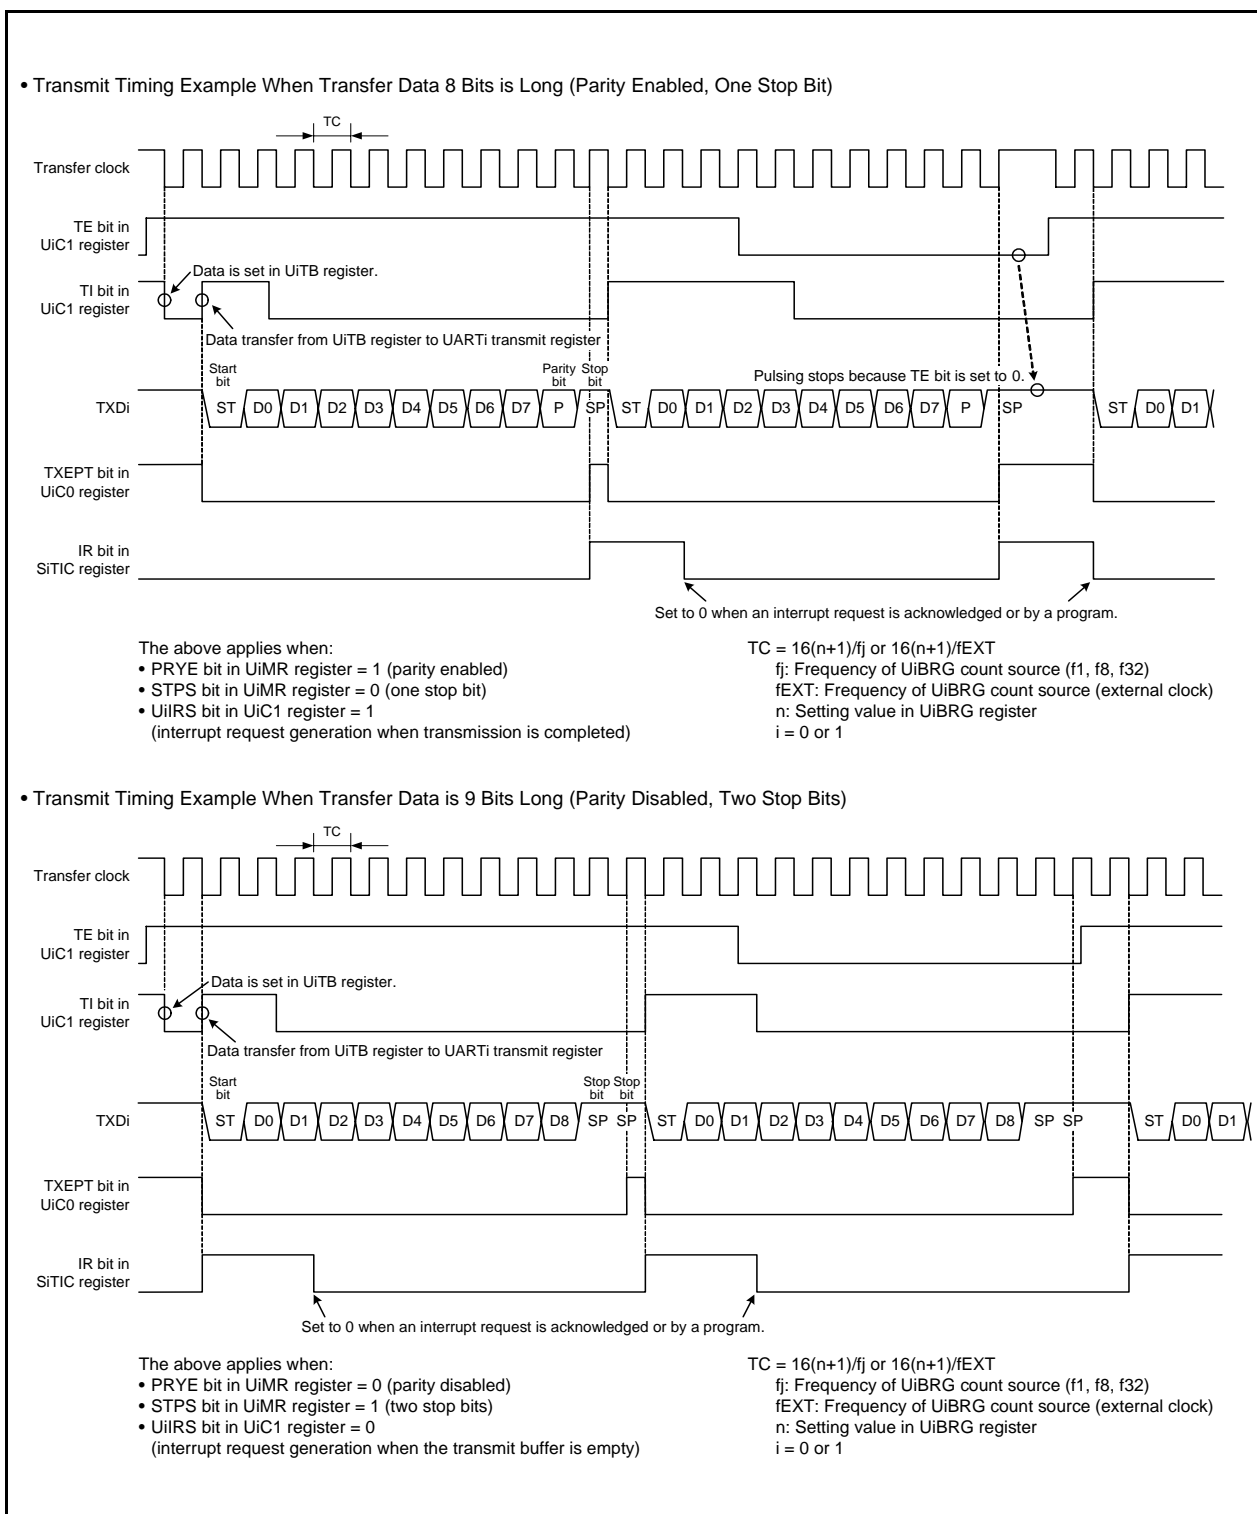 • Transmit Timing Example When Transfer Data 8 Bits is Long (Parity Enabled, One Stop Bit)
TC
Transfer clock
TE bit in
UiC1 register
Data is set in UiTB register.
TI bit in
UiC1 register
Data transfer from UiTB register to UARTi transmit register
Start
bit
Parity
bit
Stop
bit
Pulsing stops because TE bit is set to 0.
TXDi
ST D0 D1 D2 D3 D4 D5 D6 D7 P SP ST D0 D1 D2 D3 D4 D5 D6 D7 P SP ST D0 D1
TXEPT bit in
UiC0 register
IR bit in
SiTIC register
Set to 0 when an interrupt request is acknowledged or by a program.
The above applies when:
• PRYE bit in UiMR register = 1 (parity enabled)
• STPS bit in UiMR register = 0 (one stop bit)
• UiIRS bit in UiC1 register = 1
(interrupt request generation when transmission is completed)
TC = 16(n+1)/fj or 16(n+1)/fEXT
fj: Frequency of UiBRG count source (f1, f8, f32)
fEXT: Frequency of UiBRG count source (external clock)
n: Setting value in UiBRG register
i = 0 or 1
• Transmit Timing Example When Transfer Data is 9 Bits Long (Parity Disabled, Two Stop Bits)
TC
Transfer clock
TE bit in
UiC1 register
Data is set in UiTB register.
TI bit in
UiC1 register
Data transfer from UiTB register to UARTi transmit register
Start
bit
Stop
bit
Stop
bit
TXDi
ST D0 D1 D2 D3 D4 D5 D6 D7 D8 SP SP ST D0 D1 D2 D3 D4 D5 D6 D7 D8 SP SP ST D0 D1
TXEPT bit in
UiC0 register
IR bit in
SiTIC register
Set to 0 when an interrupt request is acknowledged or by a program.
The above applies when:
• PRYE bit in UiMR register = 0 (parity disabled)
• STPS bit in UiMR register = 1 (two stop bits)
• UiIRS bit in UiC1 register = 0
(interrupt request generation when the transmit buffer is empty)
TC = 16(n+1)/fj or 16(n+1)/fEXT
fj: Frequency of UiBRG count source (f1, f8, f32)
fEXT: Frequency of UiBRG count source (external clock)
n: Setting value in UiBRG register
i = 0 or 1